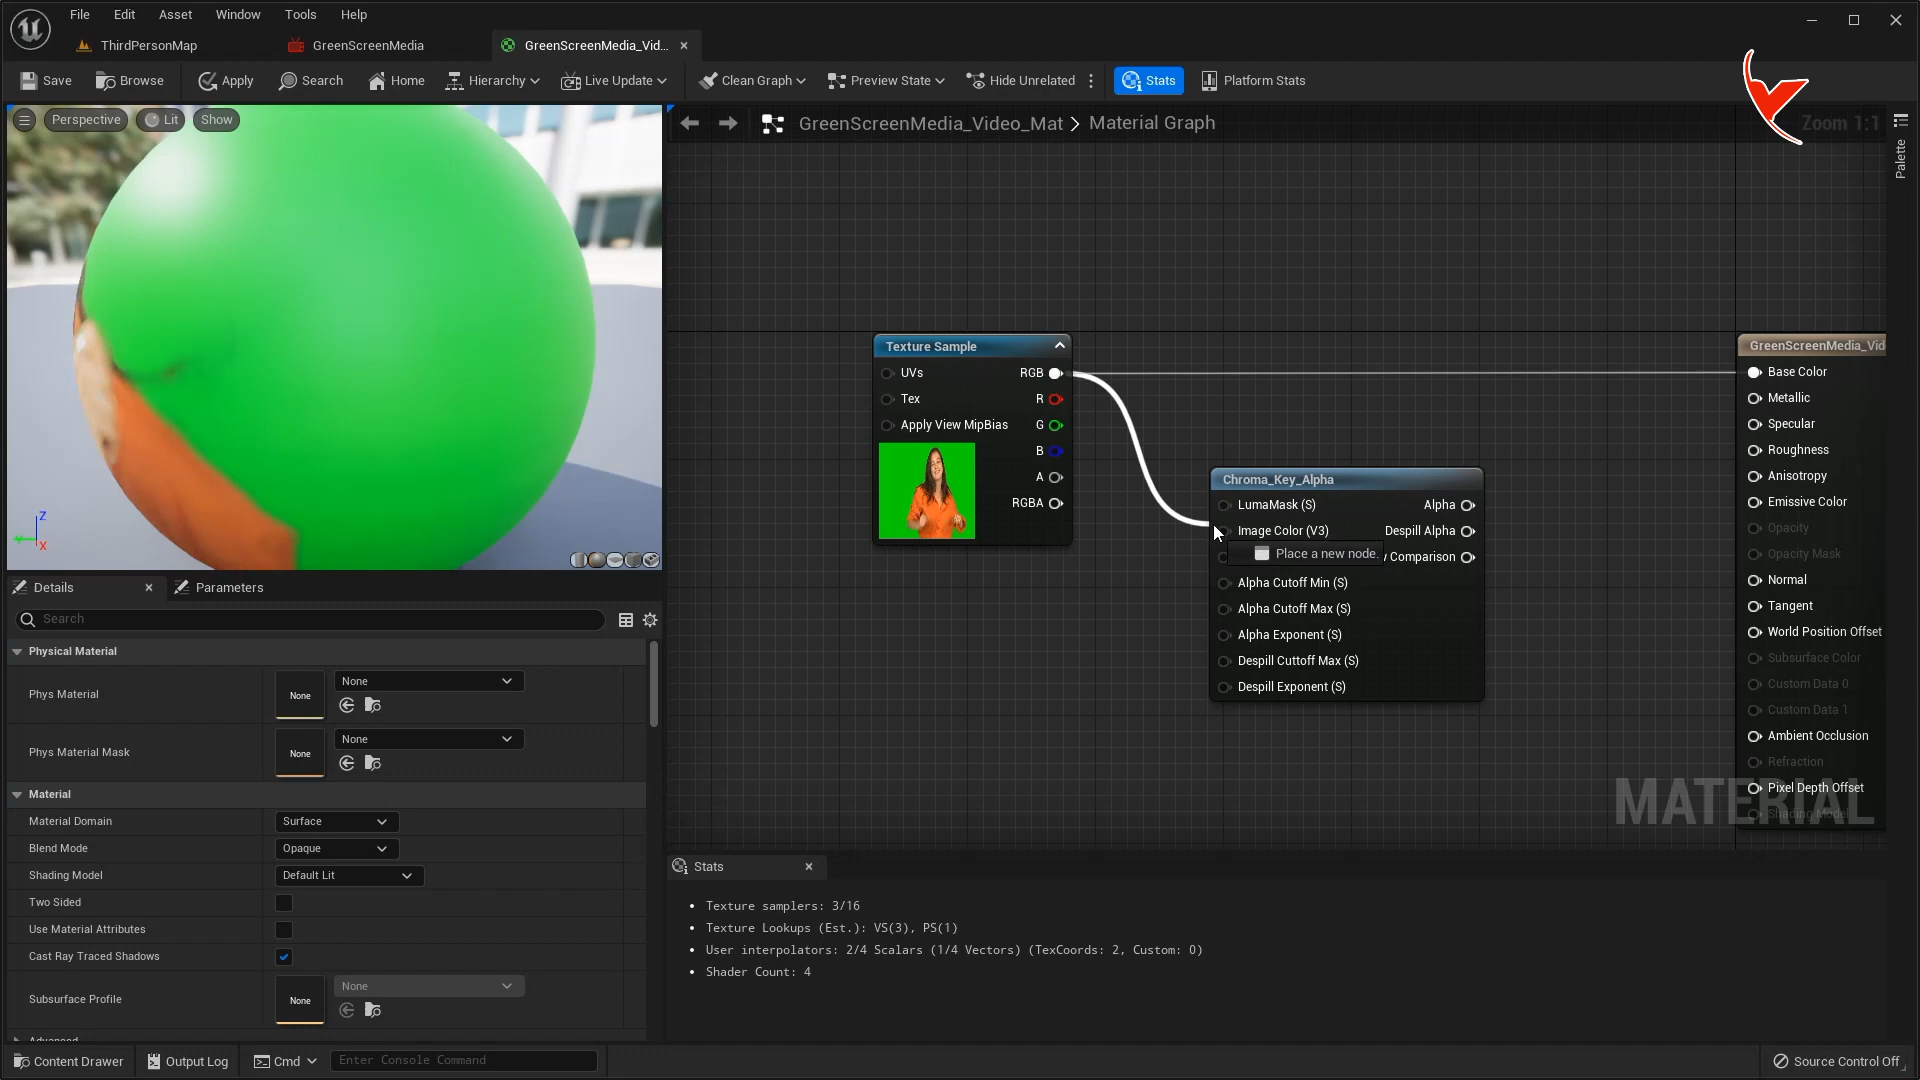 File Edit Asset Window Tools Help
ThirdPersonMap GreenScreenMedia GreenScreenMedia_Vid...
Save Browse Apply Search Home Hierarchy Live Update Clean Graph Preview State Hide Unrelated Stats Platform Stats
Perspective Lit Show
GreenScreenMedia_Video_Mat > Material Graph
Zoom 1:1
Palette
Texture Sample
UVs RGB
Tex R
Apply View MipBias G
B
A
RGBA
Chroma_Key_Alpha
LumaMask (S) Alpha
Image Color (V3) Despill Alpha
Place a new node. Comparison
Alpha Cutoff Min (S)
Alpha Cutoff Max (S)
Alpha Exponent (S)
Despill Cuttoff Max (S)
Despill Exponent (S)
GreenScreenMedia_Vid
Base Color
Metallic
Specular
Roughness
Anisotropy
Emissive Color
Opacity
Opacity Mask
Normal
Tangent
World Position Offset
Subsurface Color
Custom Data 0
Custom Data 1
Ambient Occlusion
Refraction
Pixel Depth Offset
Shading Model
MATERIAL
Z
Y
X
Details Parameters
Search
Physical Material
Phys Material None None
Phys Material Mask None None
Material
Material Domain Surface
Blend Mode Opaque
Shading Model Default Lit
Two Sided
Use Material Attributes
Cast Ray Traced Shadows
Subsurface Profile None None
Advanced
Stats
• Texture samplers: 3/16
• Texture Lookups (Est.): VS(3), PS(1)
• User interpolators: 2/4 Scalars (1/4 Vectors) (TexCoords: 2, Custom: 0)
• Shader Count: 4
Content Drawer Output Log Cmd Enter Console Command Source Control Off